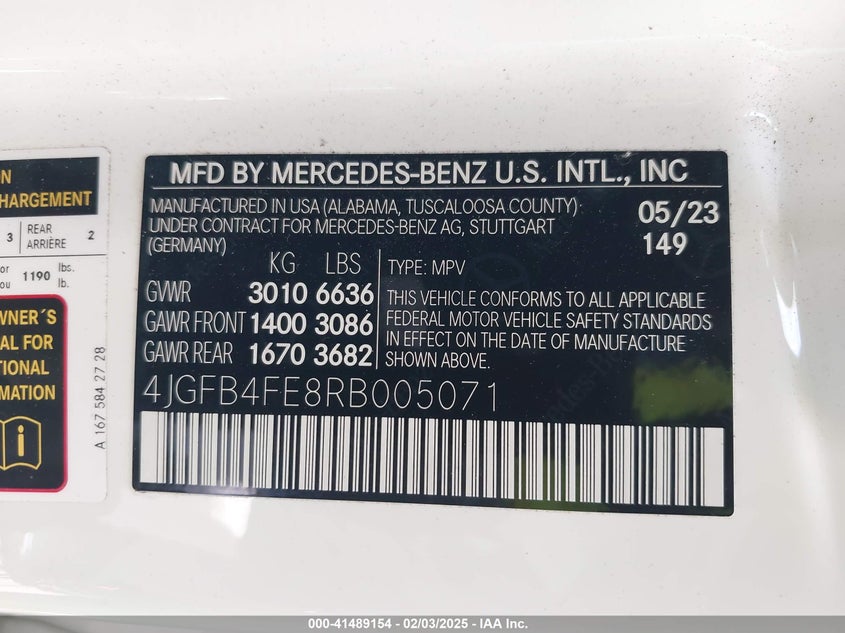 N
HARGEMENT
3 REAR ARRIÈRE 2
or
ou 1190 lbs. lb.
WNER´S
AL FOR
TIONAL
RMATION
i
A 167 584 27 28
MFD BY MERCEDES-BENZ U.S. INTL., INC
MANUFACTURED IN USA (ALABAMA, TUSCALOOSA COUNTY)
UNDER CONTRACT FOR MERCEDES-BENZ AG, STUTTGART
(GERMANY)
05/23
149
KG LBS
GVWR 3010 6636
GAWR FRONT 1400 3086
GAWR REAR 1670 3682
TYPE: MPV
THIS VEHICLE CONFORMS TO ALL APPLICABLE
FEDERAL MOTOR VEHICLE SAFETY STANDARDS
IN EFFECT ON THE DATE OF MANUFACTURE
SHOWN ABOVE.
4JGFB4FE8RB005071
000-41489154 - 02/03/2025 - IAAI.com